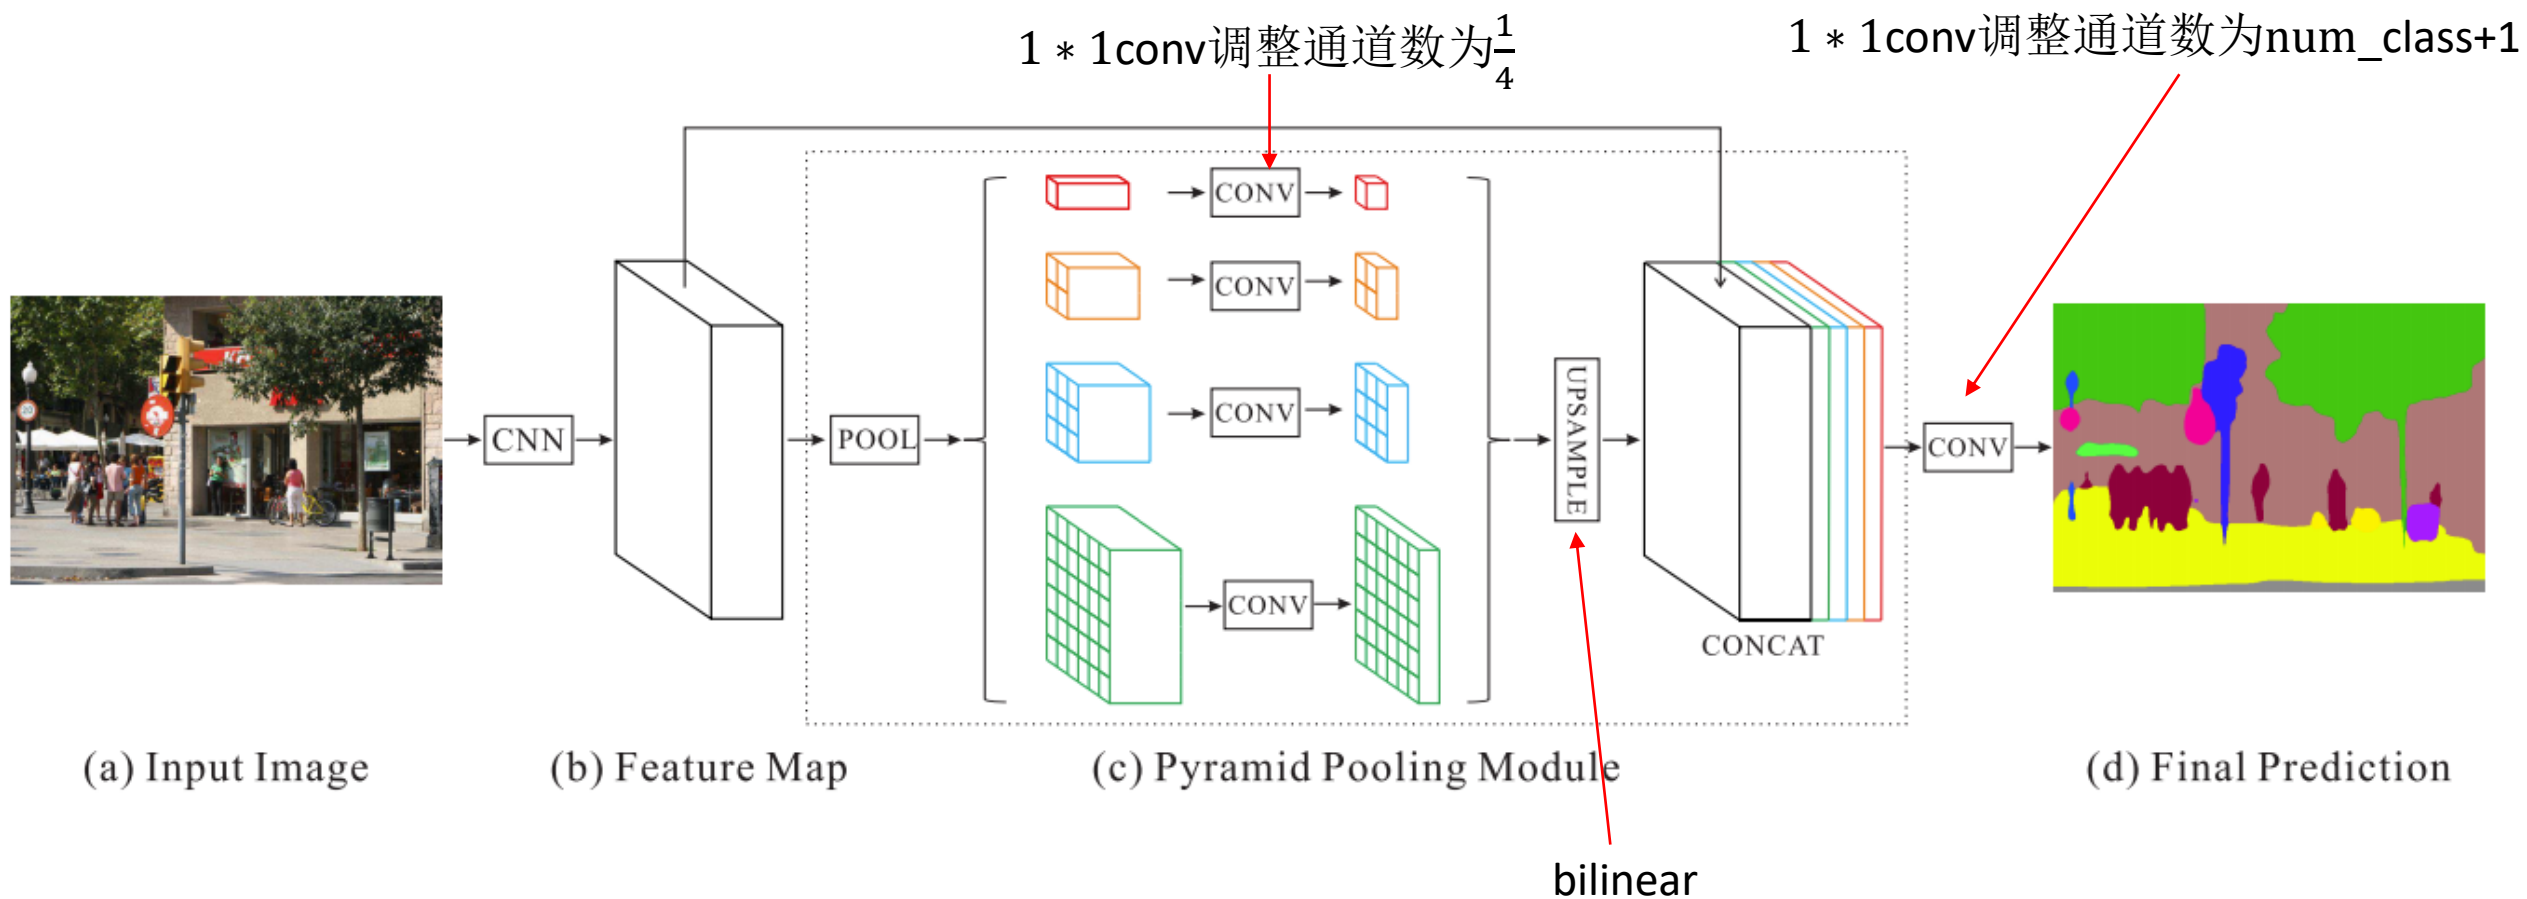 1 * 1conv调整通道数为1/4
1 * 1conv调整通道数为num_class+1
CONV
CONV
CONV
CONV
CNN
POOL
UPSAMPLE
CONCAT
CONV
20
(a) Input Image
(b) Feature Map
(c) Pyramid Pooling Module
(d) Final Prediction
bilinear